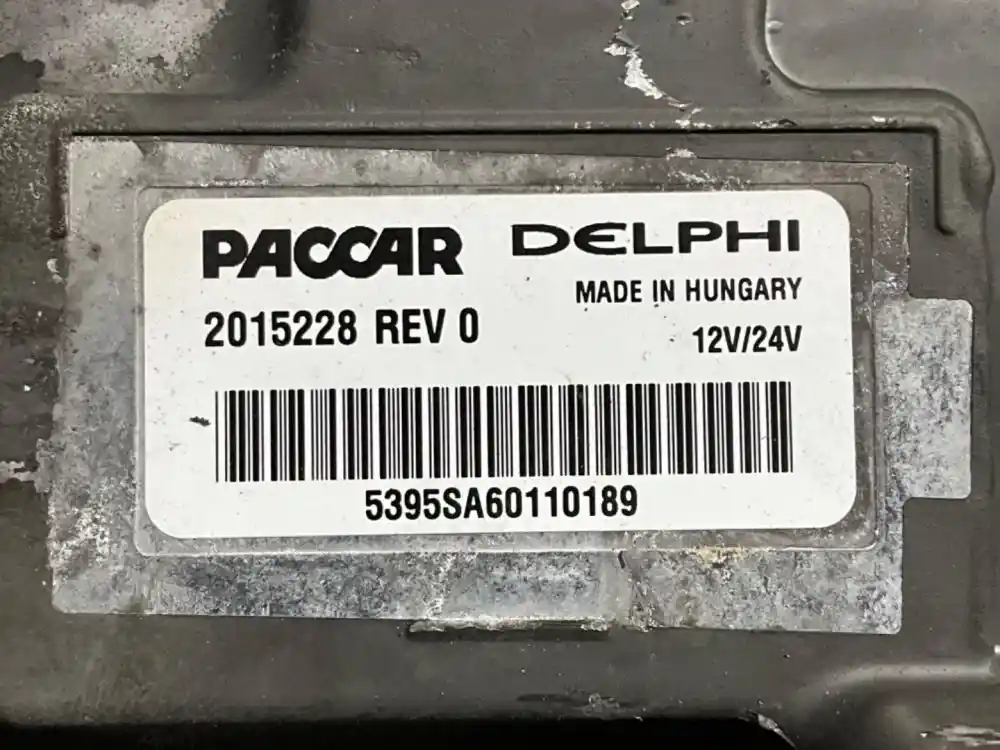 PACCAR DELPHI
MADE IN HUNGARY
2015228 REV 0
12V/24V
5395SA60110189